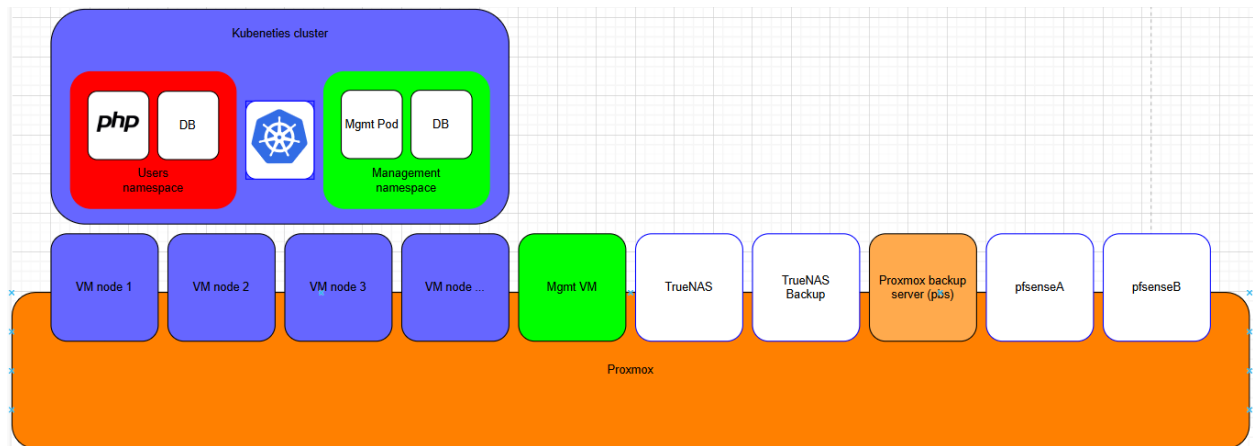 Kubeneties cluster
php
DB
Users
namespace
Mgmt Pod
DB
Management
namespace
VM node 1
VM node 2
VM node 3
VM node ...
Mgmt VM
TrueNAS
TrueNAS
Backup
Proxmox backup
server (pbs)
pfsenseA
pfsenseB
Proxmox